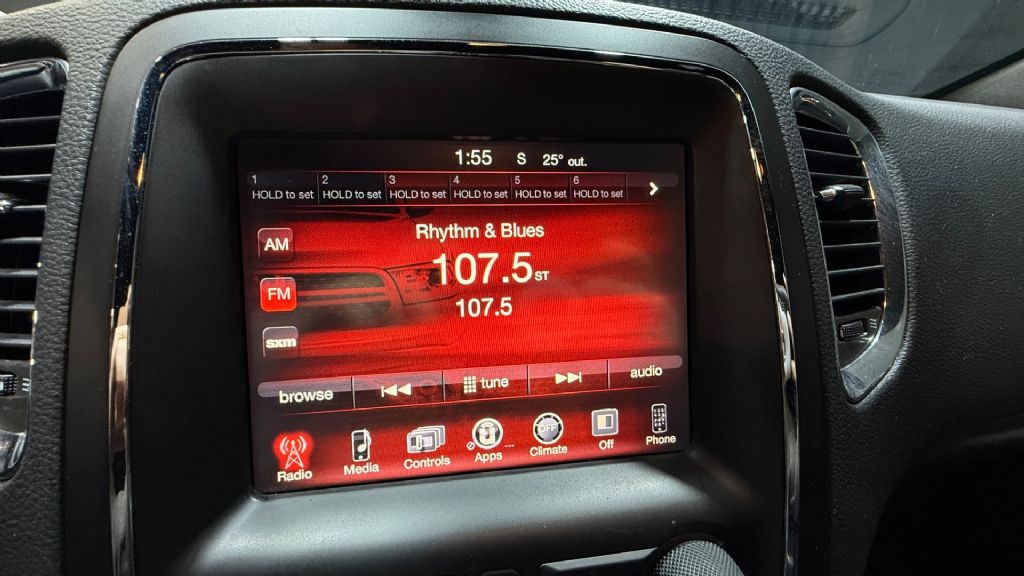 1:55 S 25° out.
1 2 3 4 5 6
HOLD to set HOLD to set HOLD to set HOLD to set HOLD to set HOLD to set
Rhythm & Blues
AM
107.5 ST
FM
107.5
sxm
browse tune audio
OFF
Radio Media Controls Apps Climate Off Phone